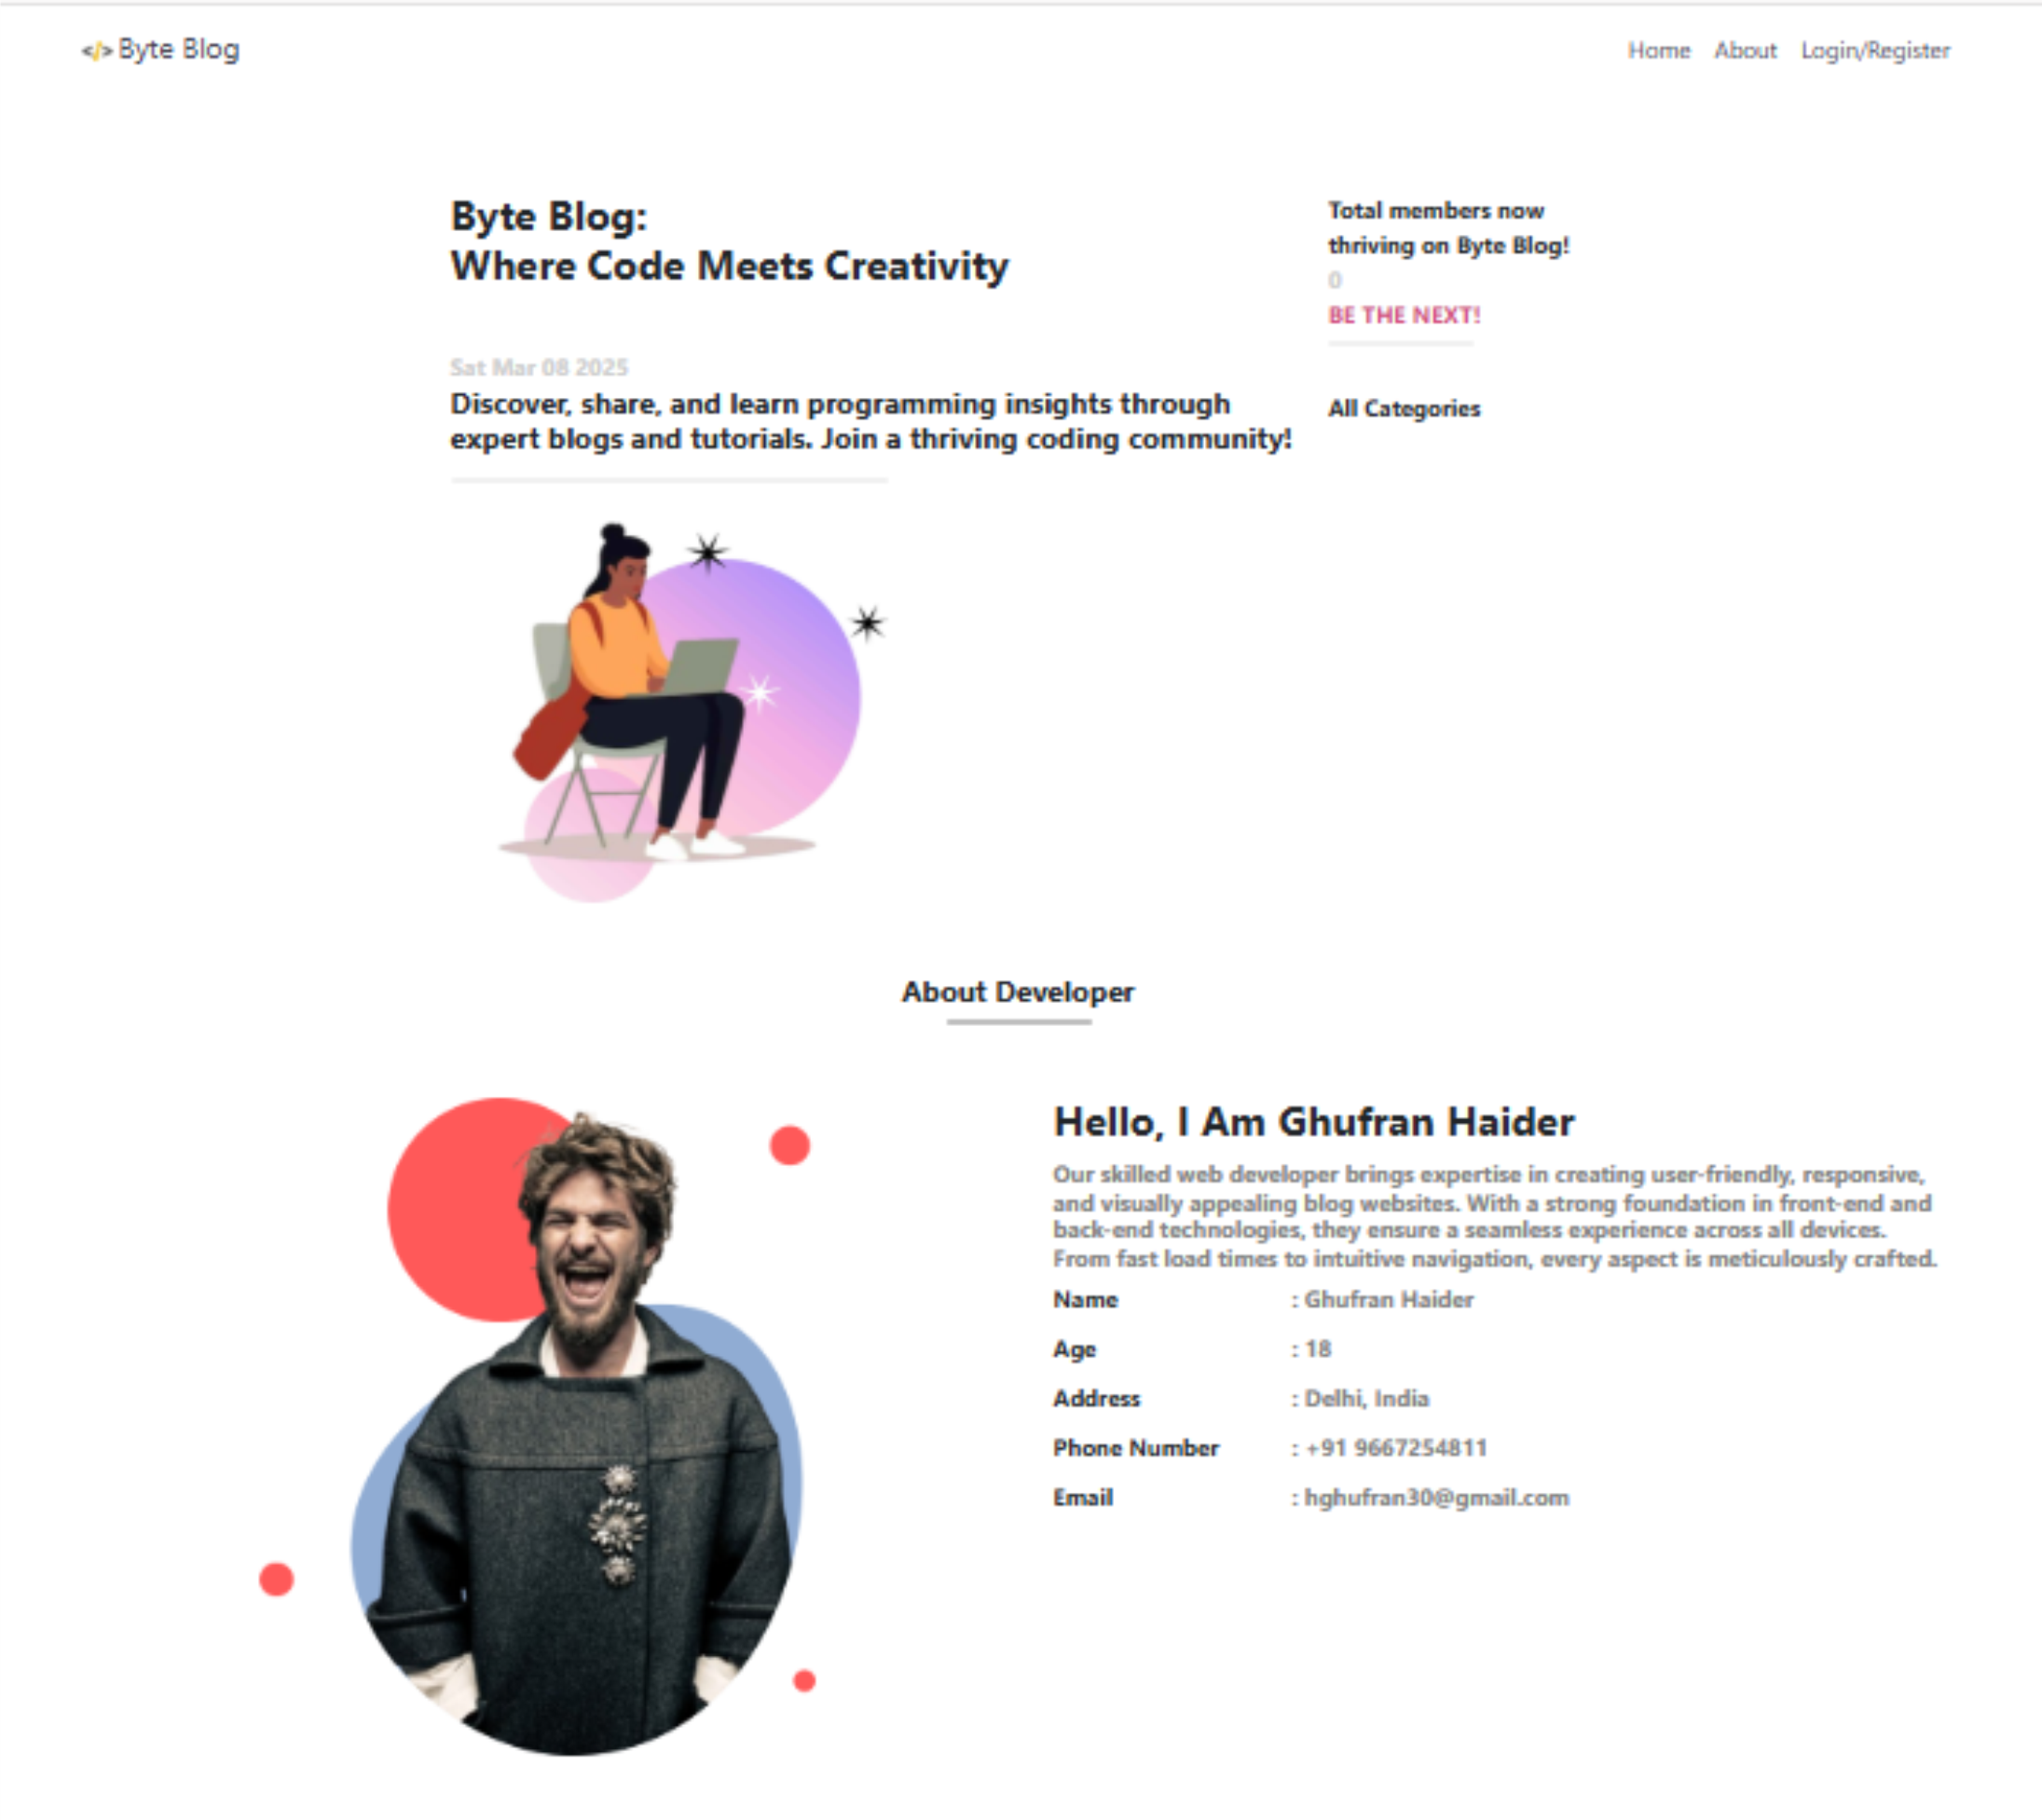 </> Byte Blog
Home About Login/Register
Byte Blog:
Where Code Meets Creativity
Sat Mar 08 2025
Discover, share, and learn programming insights through
expert blogs and tutorials. Join a thriving coding community!
Total members now
thriving on Byte Blog!
0
BE THE NEXT!
All Categories
About Developer
Hello, I Am Ghufran Haider
Our skilled web developer brings expertise in creating user-friendly, responsive,
and visually appealing blog websites. With a strong foundation in front-end and
back-end technologies, they ensure a seamless experience across all devices.
From fast load times to intuitive navigation, every aspect is meticulously crafted.
Name : Ghufran Haider
Age : 18
Address : Delhi, India
Phone Number : +91 9667254811
Email : hghufran30@gmail.com